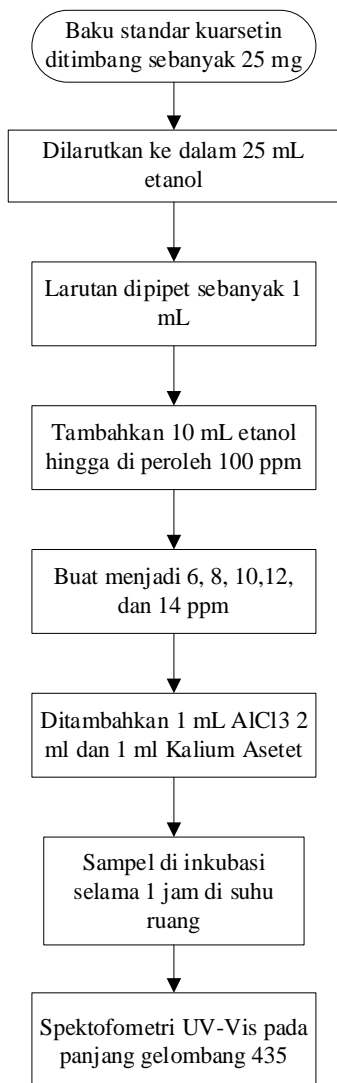 Baku standar kuarsetin
ditimbang sebanyak 25 mg
Dilarutkan ke dalam 25 mL
etanol
Larutan dipipet sebanyak 1
mL
Tambahkan 10 mL etanol
hingga di peroleh 100 ppm
Buat menjadi 6, 8, 10,12,
dan 14 ppm
Ditambahkan 1 mL AlCl3 2
ml dan 1 ml Kalium Asetet
Sampel di inkubasi
selama 1 jam di suhu
ruang
Spektofometri UV-Vis pada
panjang gelombang 435